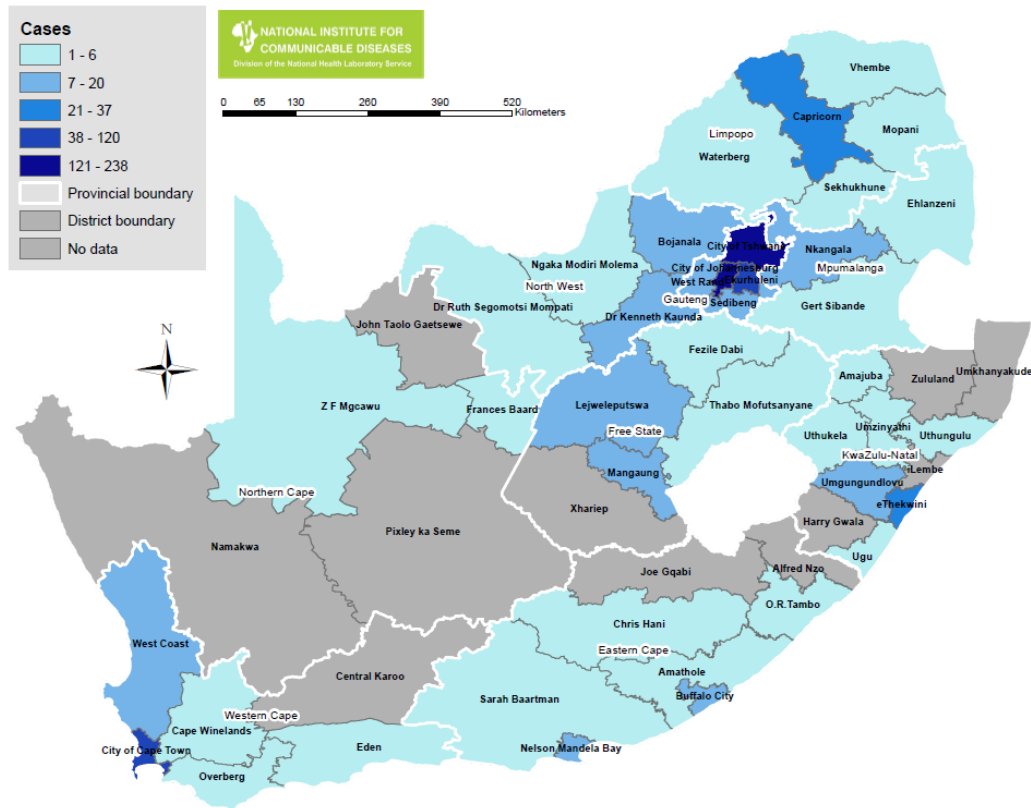 Cases
1 - 6
7 - 20
21 - 37
38 - 120
121 - 238
Provincial boundary
District boundary
No data
NATIONAL INSTITUTE FOR
COMMUNICABLE DISEASES
Division of the National Health Laboratory Service
0 65 130 260 390 520
Kilometers
N
Vhembe
Capricorn
Mopani
Limpopo
Waterberg
Sekhukhune
Ehlanzeni
Bojanala
City of Tshwane
Nkangala
Ngaka Modiri Molema
City of Johannesburg
Mpumalanga
West Rand
Ekurhuleni
North West
Gauteng
Sedibeng
Gert Sibande
Dr Ruth Segomotsi Mompati
Dr Kenneth Kaunda
John Taolo Gaetsewe
Fezile Dabi
Umkhanyakude
Amajuba
Zululand
Z F Mgcawu
Frances Baard
Lejweleputswa
Thabo Mofutsanyane
Umzinyathi
Free State
Uthukela
Uthungulu
KwaZulu-Natal
iLembe
Mangaung
Umgungundlovu
Northern Cape
eThekwini
Xhariep
Harry Gwala
Namakwa
Pixley ka Seme
Ugu
Joe Gqabi
Alfred Nzo
O.R.Tambo
Chris Hani
West Coast
Eastern Cape
Central Karoo
Amathole
Sarah Baartman
Buffalo City
Western Cape
Cape Winelands
City of Cape Town
Eden
Nelson Mandela Bay
Overberg